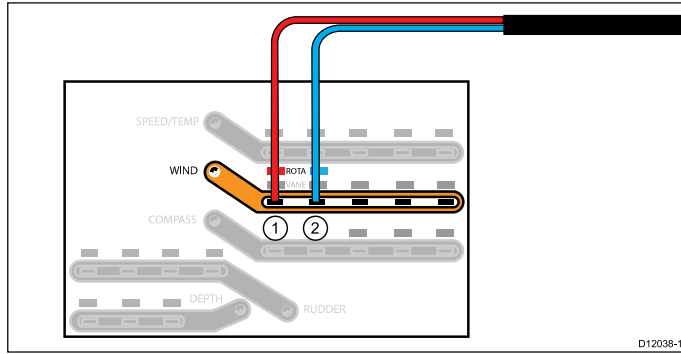 SPEED/TEMP
WIND
ROTA
VANE
1 2
COMPASS
DEPTH
RUDDER
D12038-1